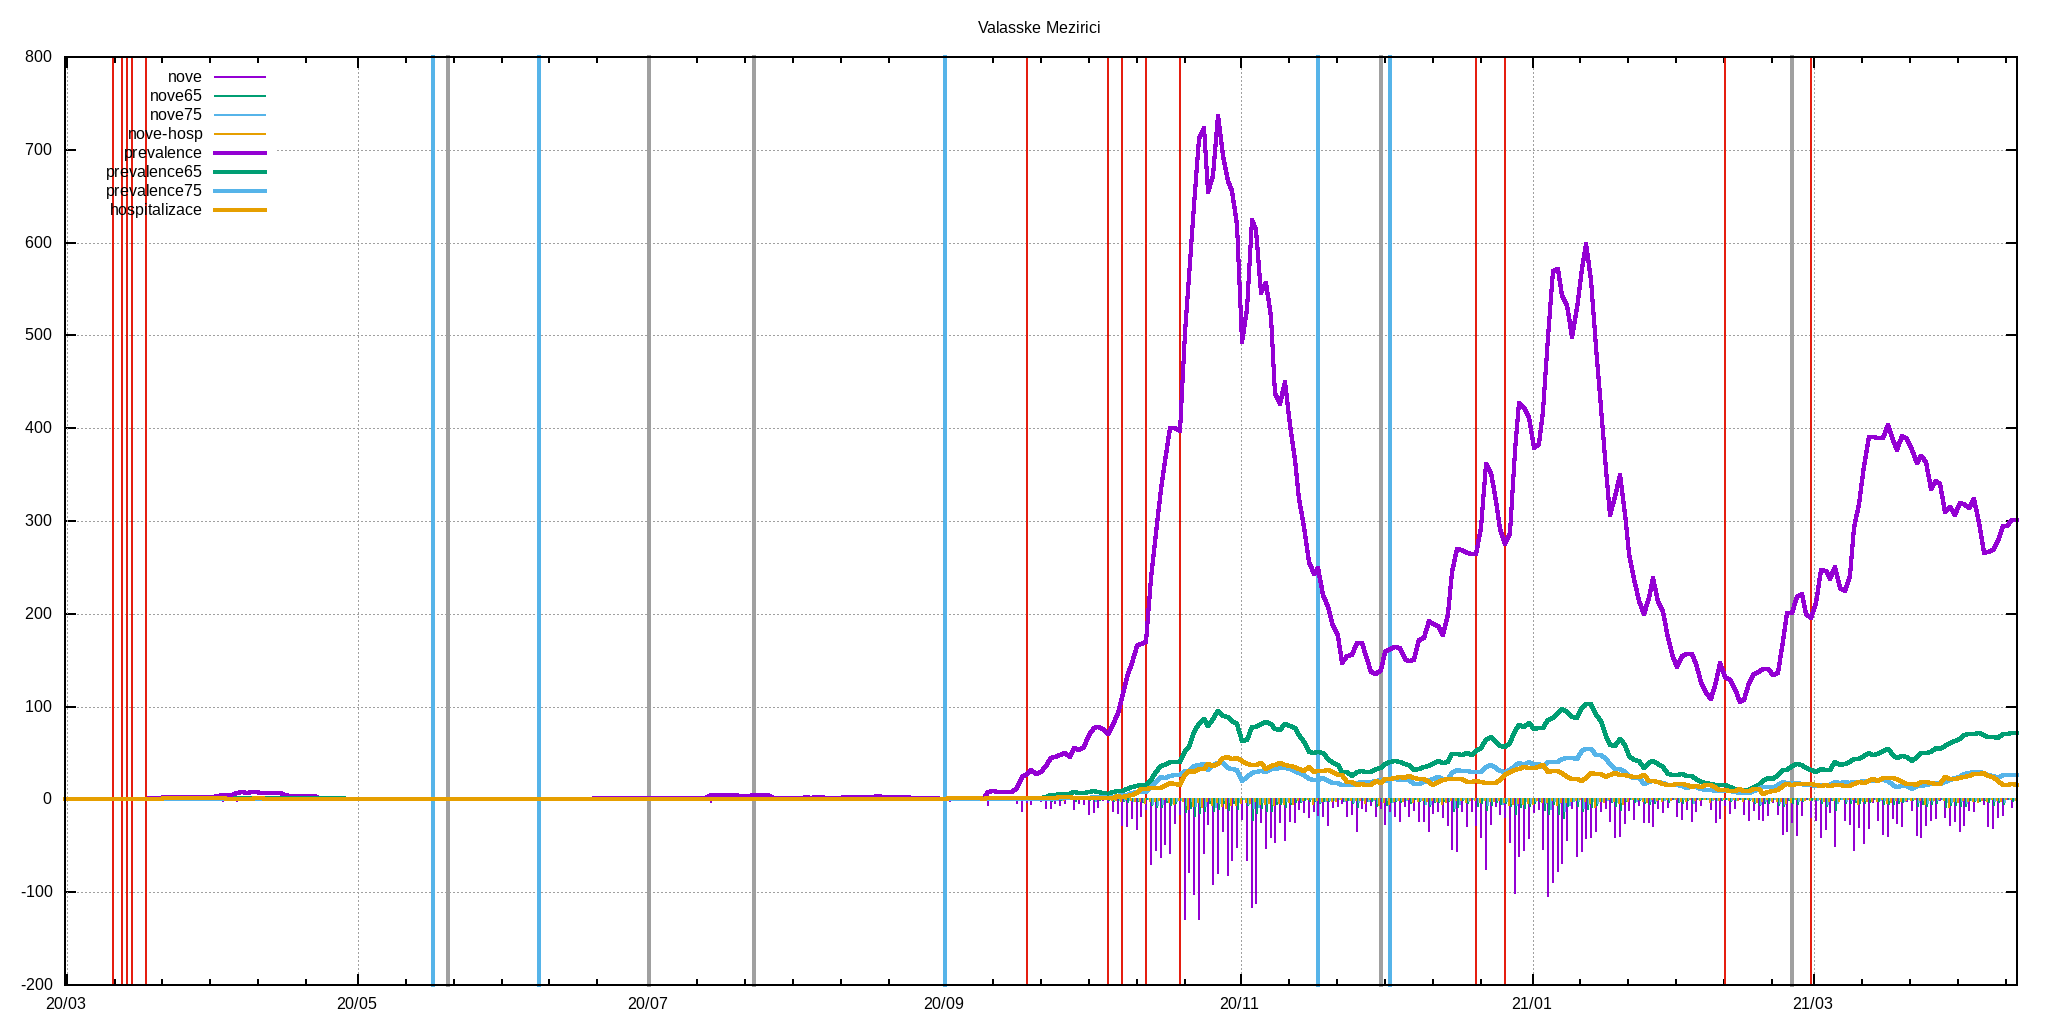 Valasske Mezirici
800
700
600
500
400
300
200
100
0
-100
-200
nove
nove65
nove75
nove-hosp
prevalence
prevalence65
prevalence75
hospitalizace
20/03 20/05 20/07 20/09 20/11 21/01 21/03